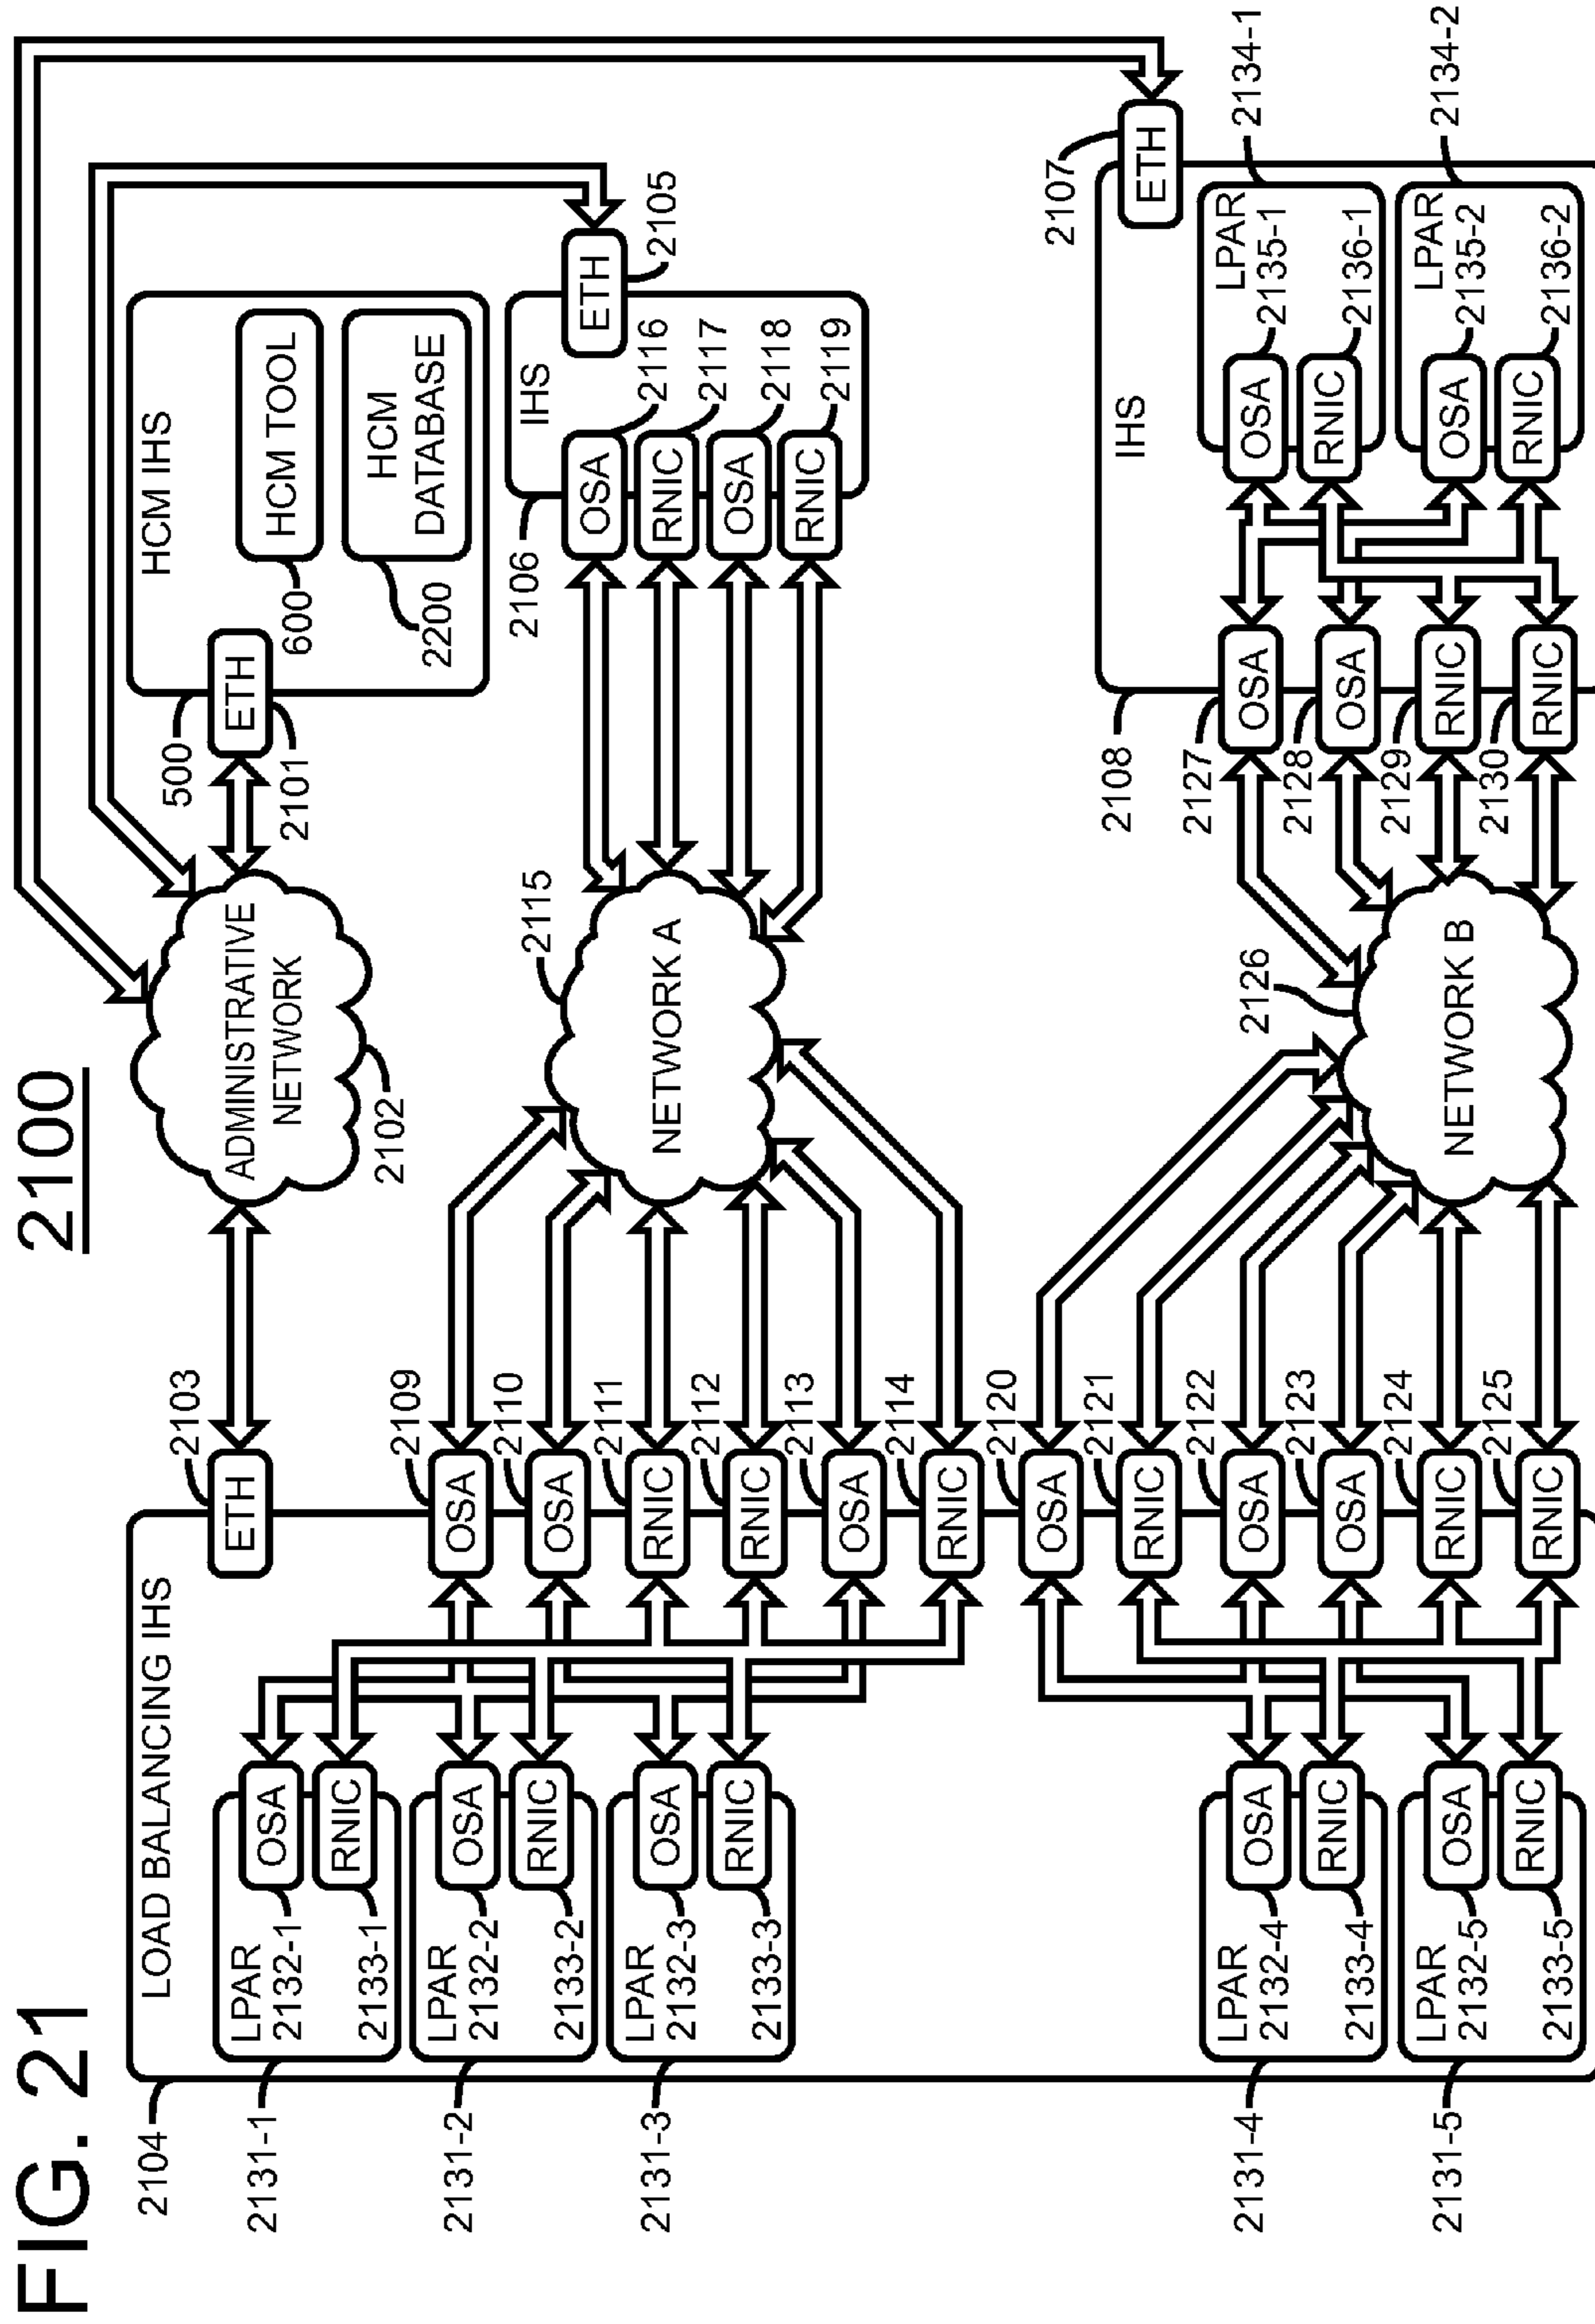 FIG. 21
2100
2104
LOAD BALANCING IHS
2131-1
LPAR
2132-1
2133-1
OSA
RNIC
2131-2
LPAR
2132-2
2133-2
OSA
RNIC
2131-3
LPAR
2132-3
2133-3
OSA
RNIC
2131-4
LPAR
2132-4
2133-4
OSA
RNIC
2131-5
LPAR
2132-5
2133-5
OSA
RNIC
ETH
2103
OSA
2109
OSA
2110
RNIC
2111
RNIC
2112
OSA
2113
RNIC
2114
OSA
2120
RNIC
2121
OSA
2122
OSA
2123
RNIC
2124
RNIC
2125
ADMINISTRATIVE
NETWORK
2102
NETWORK A
2115
NETWORK B
2126
HCM IHS
500
ETH
2101
HCM TOOL
600
HCM
DATABASE
2200
IHS
2106
ETH
2105
OSA
2116
RNIC
2117
OSA
2118
RNIC
2119
IHS
2108
ETH
2107
OSA
2127
OSA
2128
RNIC
2129
RNIC
2130
LPAR
2134-1
OSA
2135-1
RNIC
2136-1
LPAR
2134-2
OSA
2135-2
RNIC
2136-2